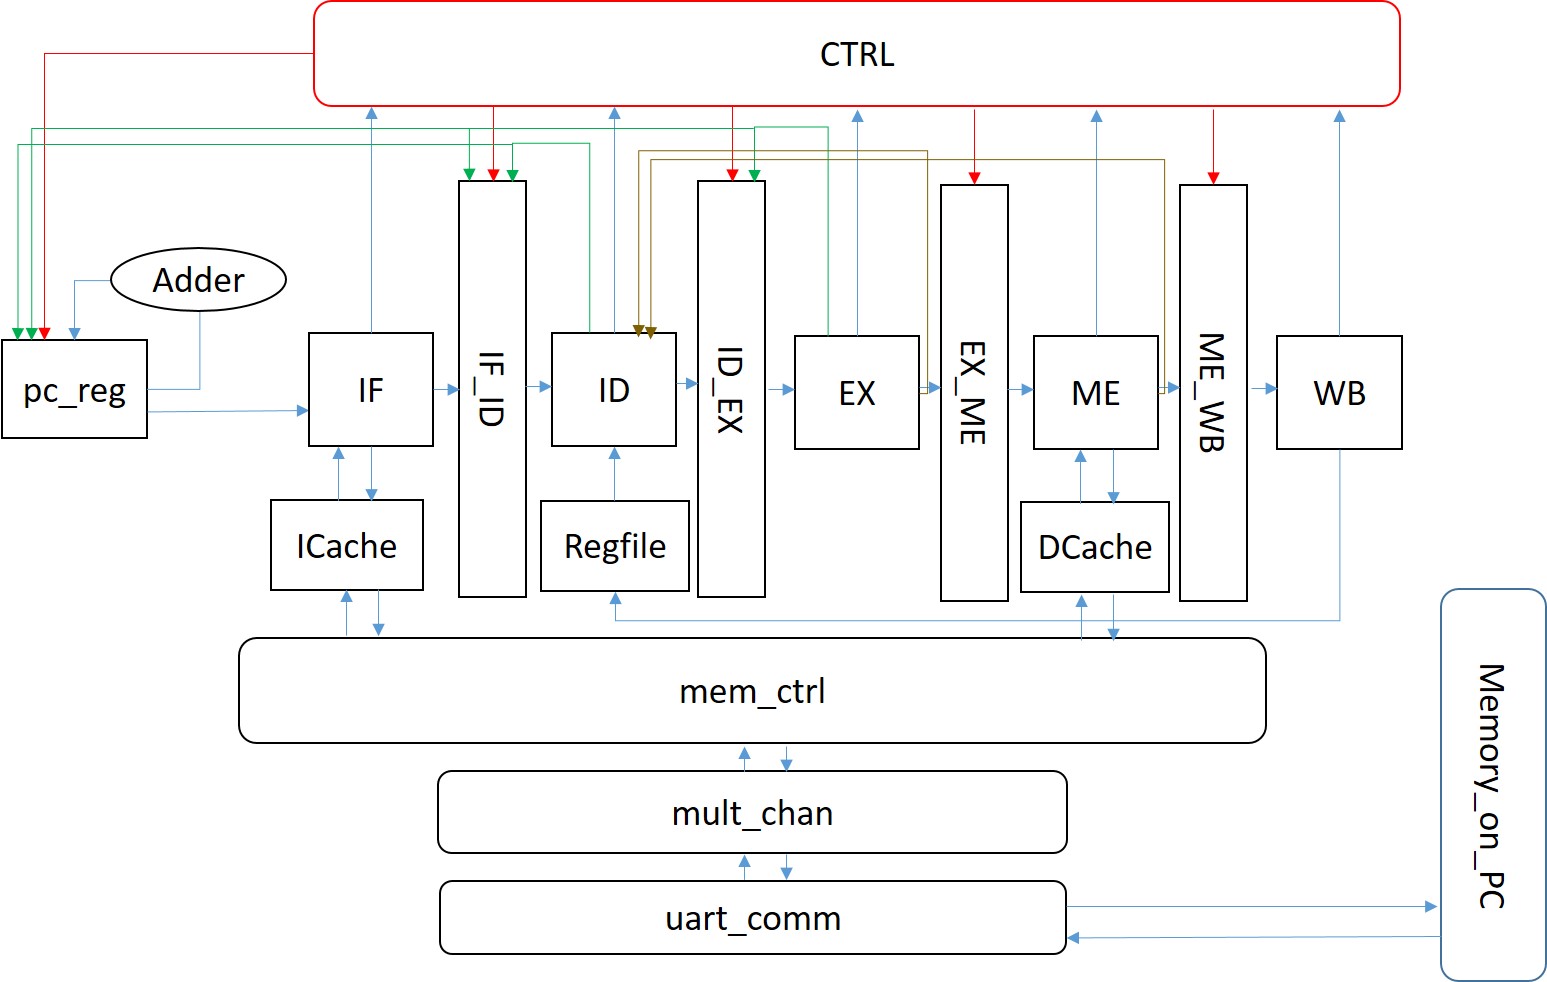 CTRL
Adder
pc_reg
IF
IF_ID
ID
ID_EX
EX
EX_ME
ME
ME_WB
WB
ICache
Regfile
DCache
mem_ctrl
mult_chan
uart_comm
Memory_on_PC